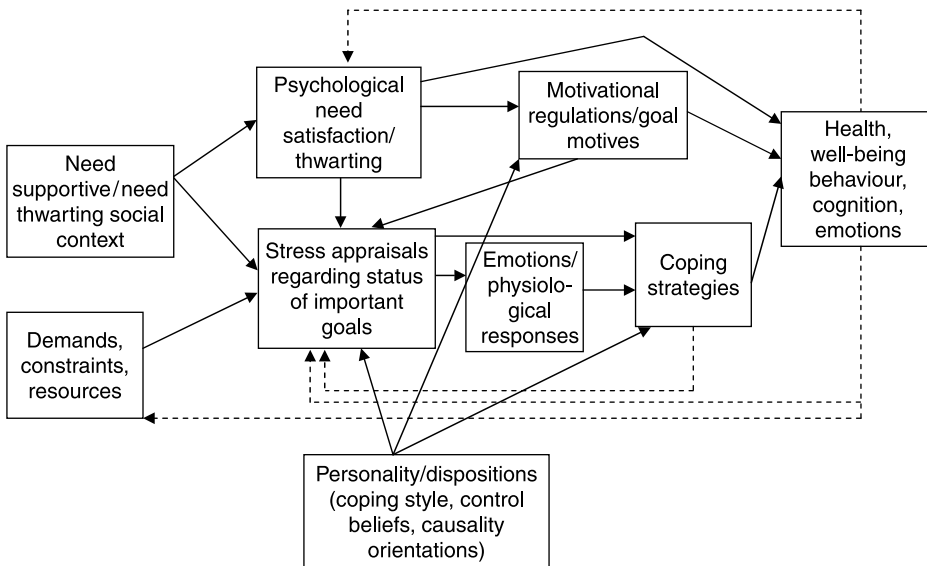 Psychological
need
satisfaction/
thwarting
Motivational
regulations/goal
motives
Health,
well-being
behaviour,
cognition,
emotions
Need
supportive/need
thwarting social
context
Stress appraisals
regarding status
of important
goals
Emotions/
physiolo-
gical
responses
Coping
strategies
Demands,
constraints,
resources
Personality/dispositions
(coping style, control
beliefs, causality
orientations)